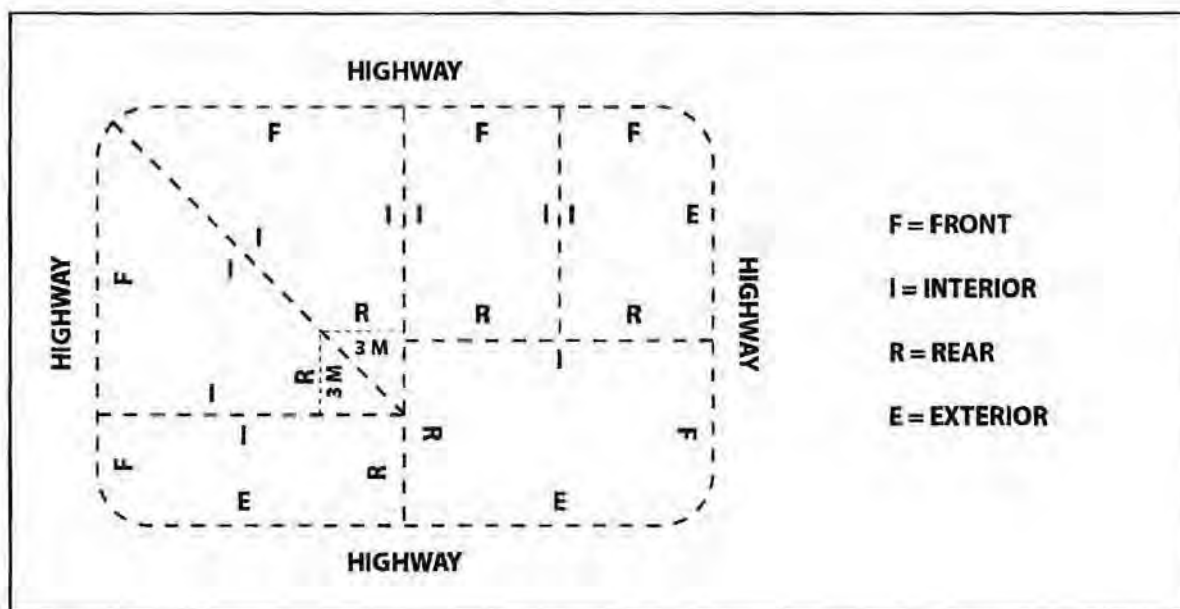 HIGHWAY
F F F
I I I I E
F = FRONT
I
I
HIGHWAY
F
HIGHWAY
I = INTERIOR
R R R
3 M
I
R = REAR
R
3 M
I
I
R
F
E = EXTERIOR
F
R
E E
HIGHWAY